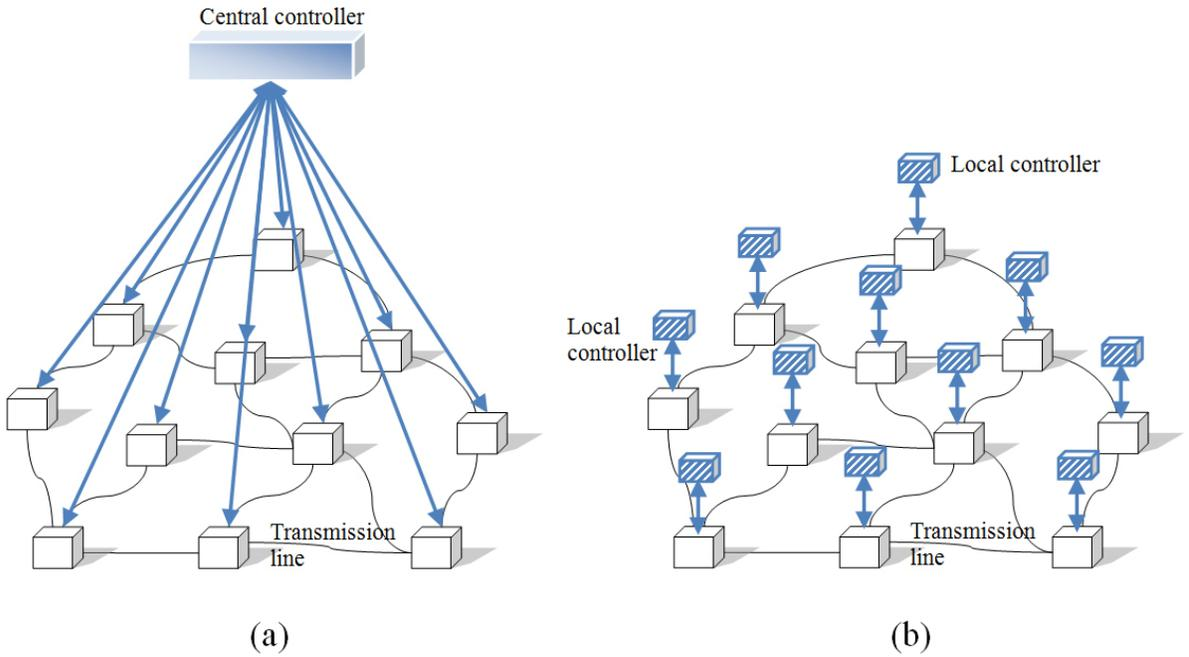 Central controller
Transmission
line
(a)
Local controller
Local
controller
Transmission
line
(b)